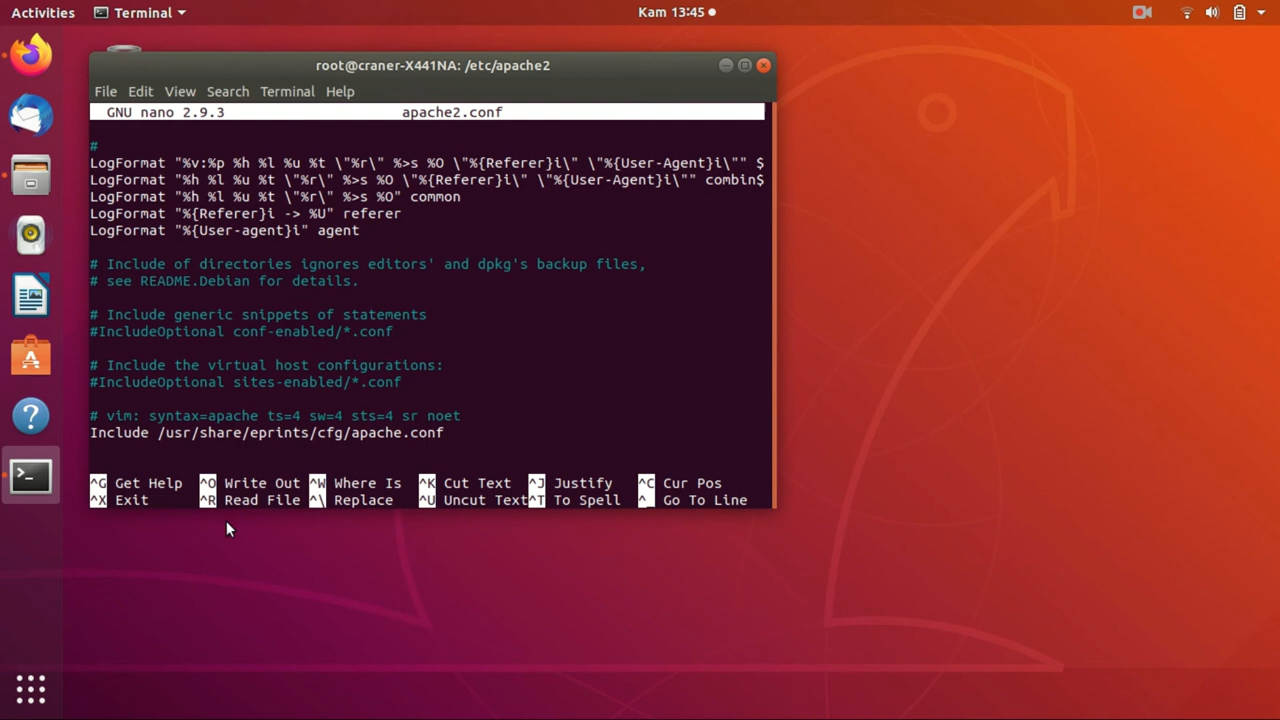 Activities
Terminal
Kam 13:45
root@craner-X441NA: /etc/apache2
File Edit View Search Terminal Help
GNU nano 2.9.3 apache2.conf
#
LogFormat "%v:%p %h %l %u %t \"%r\" %>s %O \"%{Referer}i\" \"%{User-Agent}i\"" $
LogFormat "%h %l %u %t \"%r\" %>s %O \"%{Referer}i\" \"%{User-Agent}i\"" combin$
LogFormat "%h %l %u %t \"%r\" %>s %O" common
LogFormat "%{Referer}i -> %U" referer
LogFormat "%{User-agent}i" agent
# Include of directories ignores editors' and dpkg's backup files,
# see README.Debian for details.
# Include generic snippets of statements
#IncludeOptional conf-enabled/*.conf
# Include the virtual host configurations:
#IncludeOptional sites-enabled/*.conf
# vim: syntax=apache ts=4 sw=4 sts=4 sr noet
Include /usr/share/eprints/cfg/apache.conf
^G Get Help ^O Write Out ^W Where Is ^K Cut Text ^J Justify ^C Cur Pos
^X Exit ^R Read File ^\ Replace ^U Uncut Text ^T To Spell ^_ Go To Line